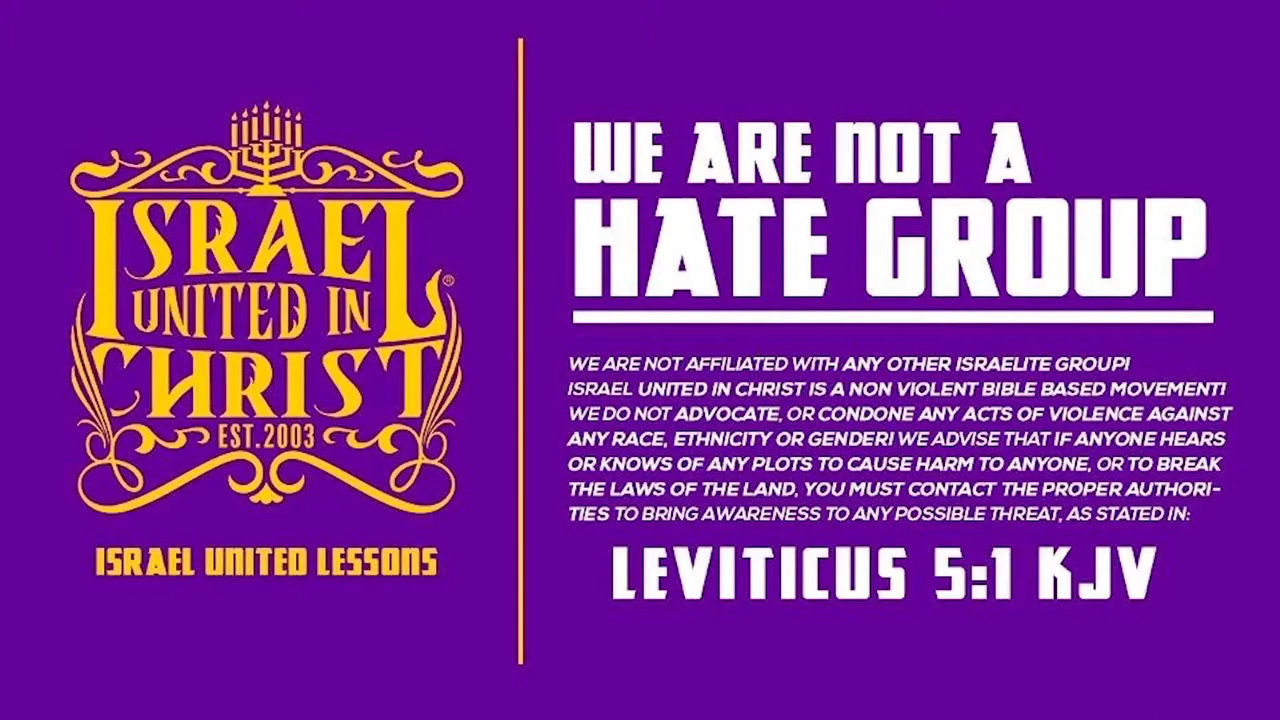 ISRAEL
UNITED IN
CHRIST
EST. 2003
ISRAEL UNITED LESSONS
WE ARE NOT A
HATE GROUP
WE ARE NOT AFFILIATED WITH ANY OTHER ISRAELITE GROUP!
ISRAEL UNITED IN CHRIST IS A NON VIOLENT BIBLE BASED MOVEMENT!
WE DO NOT ADVOCATE, OR CONDONE ANY ACTS OF VIOLENCE AGAINST
ANY RACE, ETHNICITY OR GENDER! WE ADVISE THAT IF ANYONE HEARS
OR KNOWS OF ANY PLOTS TO CAUSE HARM TO ANYONE, OR TO BREAK
THE LAWS OF THE LAND, YOU MUST CONTACT THE PROPER AUTHORI-
TIES TO BRING AWARENESS TO ANY POSSIBLE THREAT, AS STATED IN:
LEVITICUS 5:1 KJV